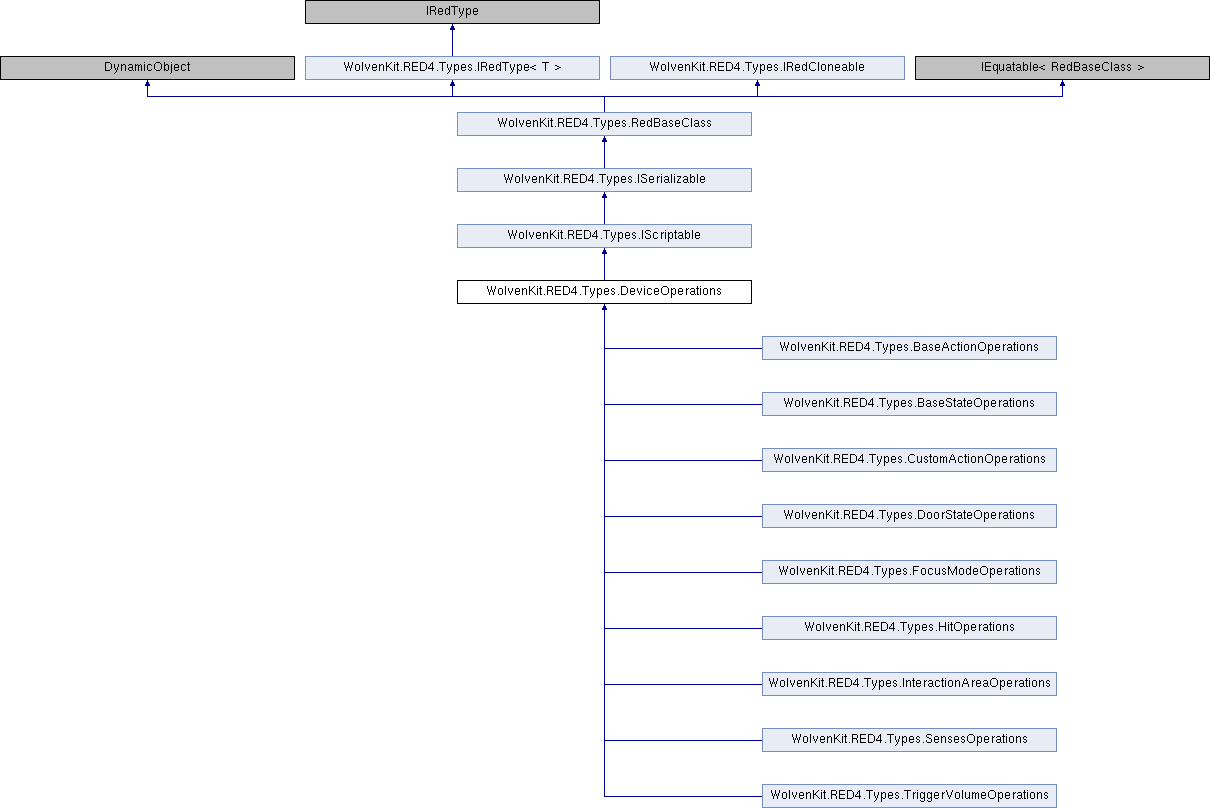 IRedType
DynamicObject
WolvenKit.RED4.Types.IRedType< T >
WolvenKit.RED4.Types.IRedCloneable
IEquatable< RedBaseClass >
WolvenKit.RED4.Types.RedBaseClass
WolvenKit.RED4.Types.ISerializable
WolvenKit.RED4.Types.IScriptable
WolvenKit.RED4.Types.DeviceOperations
WolvenKit.RED4.Types.BaseActionOperations
WolvenKit.RED4.Types.BaseStateOperations
WolvenKit.RED4.Types.CustomActionOperations
WolvenKit.RED4.Types.DoorStateOperations
WolvenKit.RED4.Types.FocusModeOperations
WolvenKit.RED4.Types.HitOperations
WolvenKit.RED4.Types.InteractionAreaOperations
WolvenKit.RED4.Types.SensesOperations
WolvenKit.RED4.Types.TriggerVolumeOperations